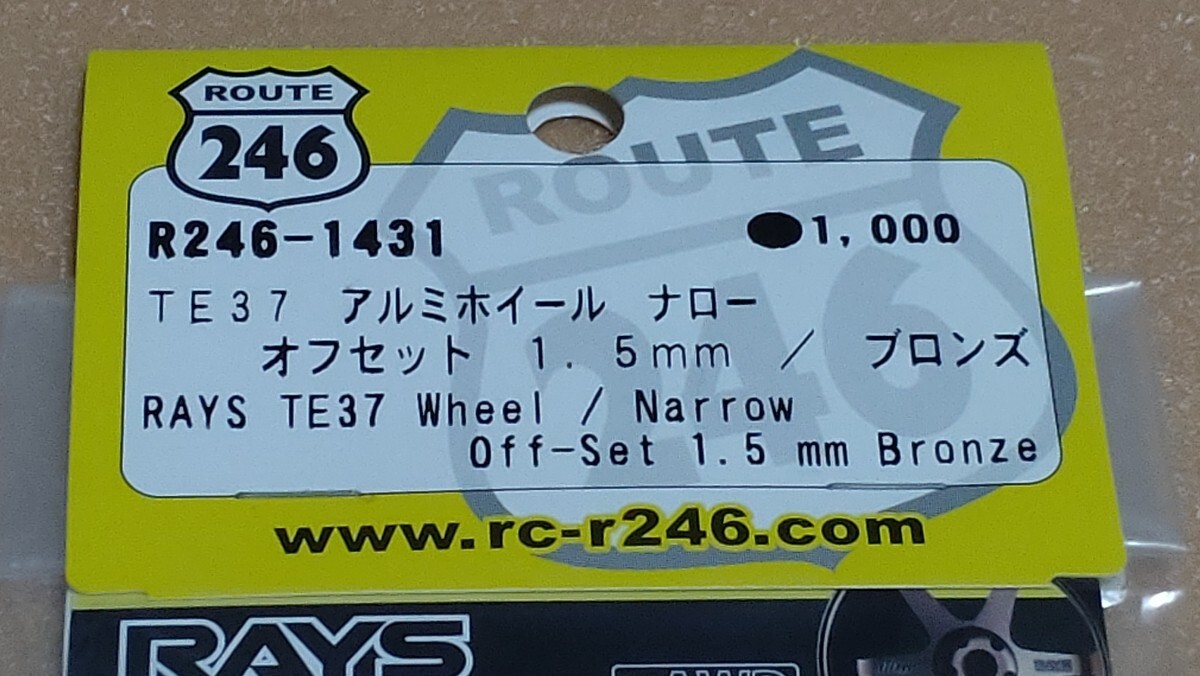 ROUTE
246
ROUTE
246
R246-1431 ●1,000
TE37 アルミホイール ナロー
オフセット 1.5mm / ブロンズ
RAYS TE37 Wheel / Narrow
Off-Set 1.5 mm Bronze
www.rc-r246.com
RAYS